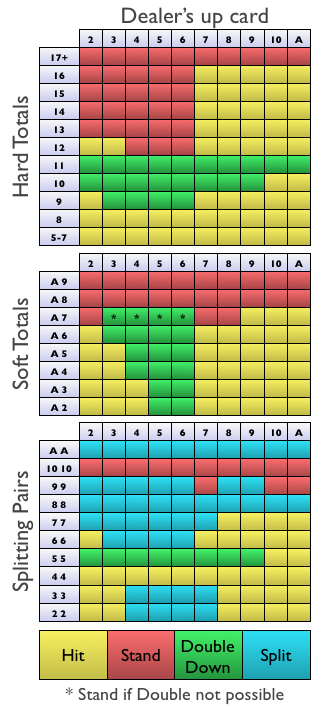 Dealer's up card
2 3 4 5 6 7 8 9 10 A
Hard Totals
17+
16
15
14
13
12
11
10
9
8
5-7
2 3 4 5 6 7 8 9 10 A
Soft Totals
A 9
A 8
A 7 * * * *
A 6
A 5
A 4
A 3
A 2
2 3 4 5 6 7 8 9 10 A
Splitting Pairs
A A
10 10
9 9
8 8
7 7
6 6
5 5
4 4
3 3
2 2
Hit Stand Double Down Split
* Stand if Double not possible